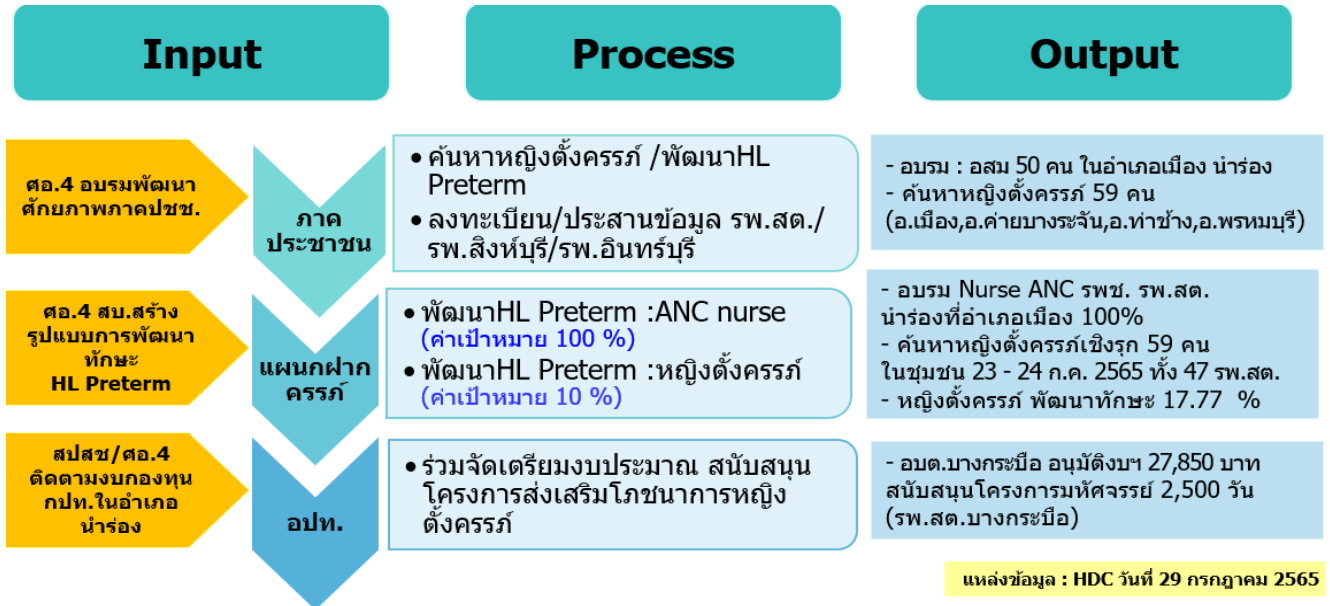 Input
Process
Output
ศอ.4 อบรมพัฒนา
ศักยภาพภาคปชช.
ภาค
ประชาชน
• ค้นหาหญิงตั้งครรภ์ /พัฒนาHL
Preterm
• ลงทะเบียน/ประสานข้อมูล รพ.สต./
รพ.สิงห์บุรี/รพ.อินทร์บุรี
- อบรม : อสม 50 คน ในอำเภอเมือง นำร่อง
- ค้นหาหญิงตั้งครรภ์ 59 คน
(อ.เมือง,อ.ค่ายบางระจัน,อ.ท่าช้าง,อ.พรหมบุรี)
ศอ.4 สบ.สร้าง
รูปแบบการพัฒนา
ทักษะ
HL Preterm
แผนกฝาก
ครรภ์
• พัฒนาHL Preterm :ANC nurse
(ค่าเป้าหมาย 100 %)
• พัฒนาHL Preterm :หญิงตั้งครรภ์
(ค่าเป้าหมาย 10 %)
- อบรม Nurse ANC รพช. รพ.สต.
นำร่องที่อำเภอเมือง 100%
- ค้นหาหญิงตั้งครรภ์เชิงรุก 59 คน
ในชุมชน 23 - 24 ก.ค. 2565 ทั้ง 47 รพ.สต.
- หญิงตั้งครรภ์ พัฒนาทักษะ 17.77 %
สปสช/ศอ.4
ติดตามงบกองทุน
กปท.ในอำเภอ
นำร่อง
อปท.
• ร่วมจัดเตรียมงบประมาณ สนับสนุน
โครงการส่งเสริมโภชนาการหญิง
ตั้งครรภ์
- อบต.บางกระบือ อนุมัติงบฯ 27,850 บาท
สนับสนุนโครงการมหัศจรรย์ 2,500 วัน
(รพ.สต.บางกระบือ)
แหล่งข้อมูล : HDC วันที่ 29 กรกฎาคม 2565